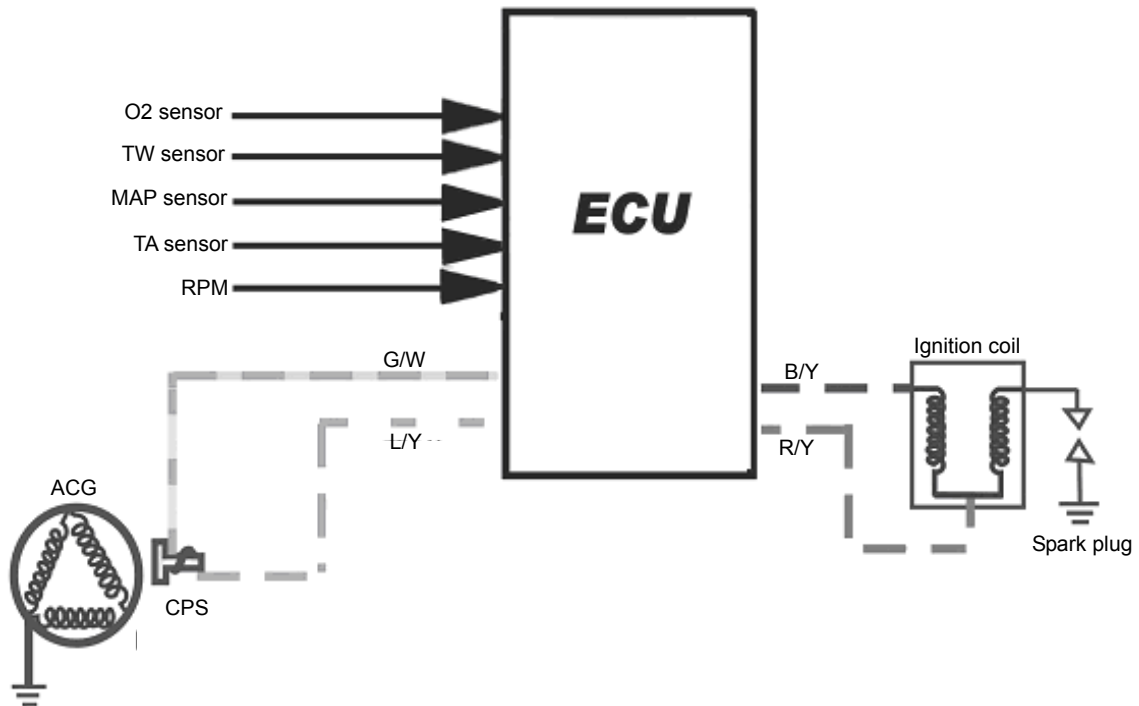 O2 sensor
TW sensor
MAP sensor
TA sensor
RPM
ECU
G/W
L/Y
B/Y
R/Y
Ignition coil
Spark plug
ACG
CPS